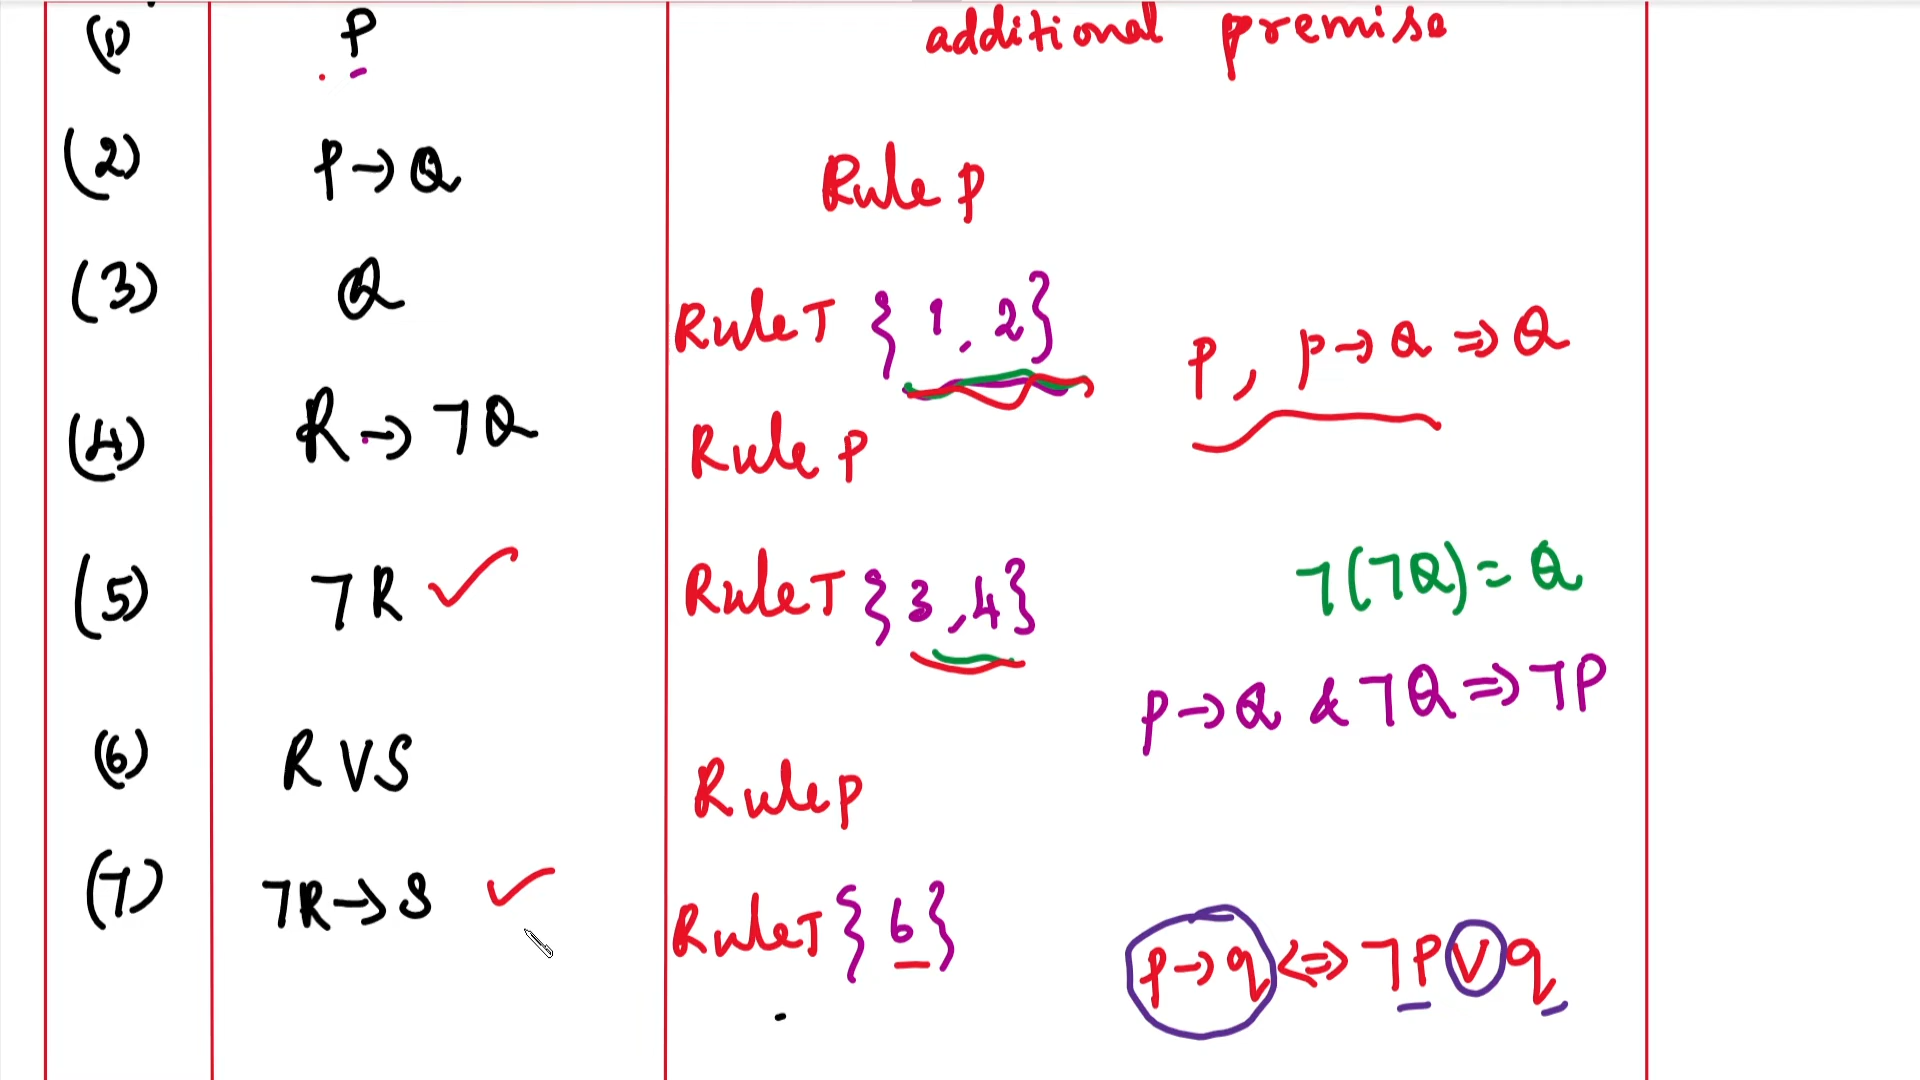 (1) P additional premise
(2) P→Q Rule P
(3) Q Rule T {1, 2} P, P→Q ⇒ Q
(4) R→¬Q Rule P
(5) ¬R ✓ Rule T {3,4} ¬(¬Q) = Q
P→Q & ¬Q ⇒ ¬P
(6) R V S Rule P
(7) ¬R→S ✓ Rule T {6} P→q ⇔ ¬P V q